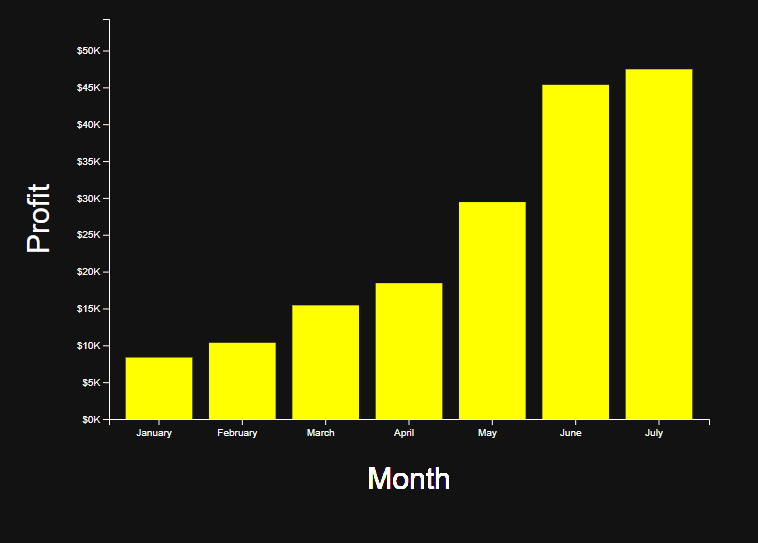 $50K
$45K
$40K
$35K
$30K
$25K
$20K
$15K
$10K
$5K
$0K
Profit
January February March April May June July
Month